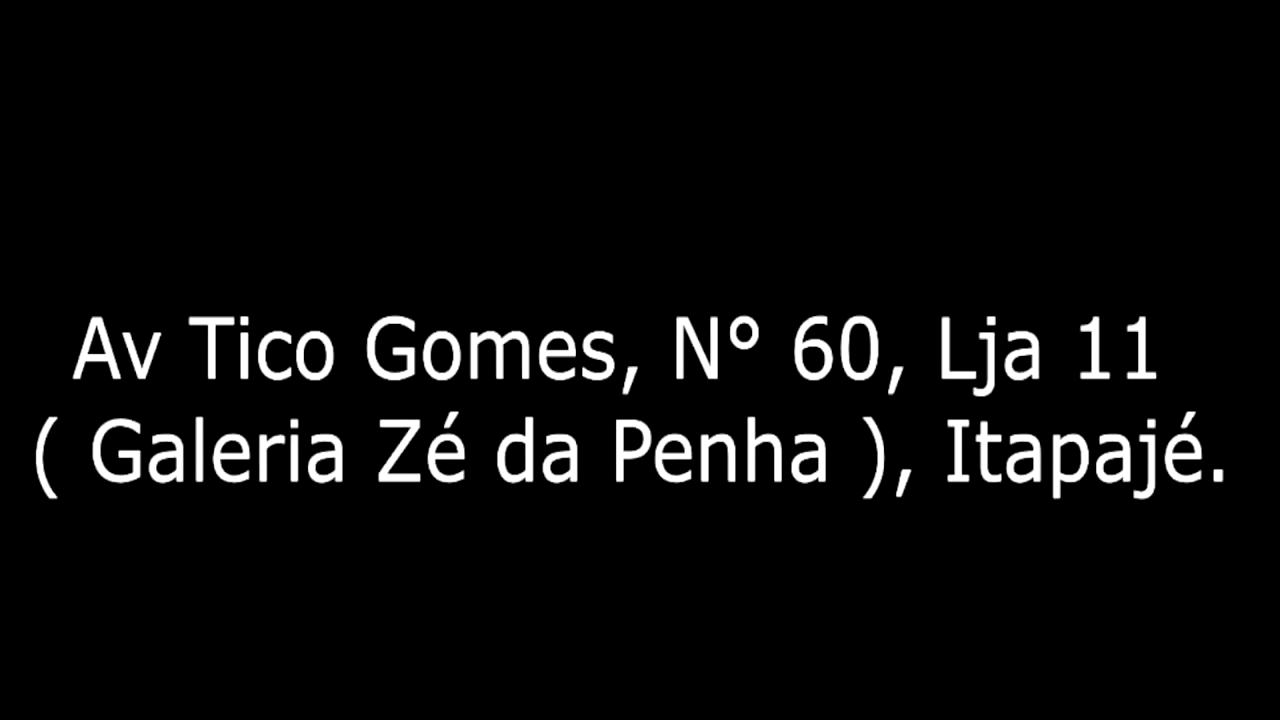 Av Tico Gomes, N° 60, Lja 11
( Galeria Zé da Penha ), Itapajé.